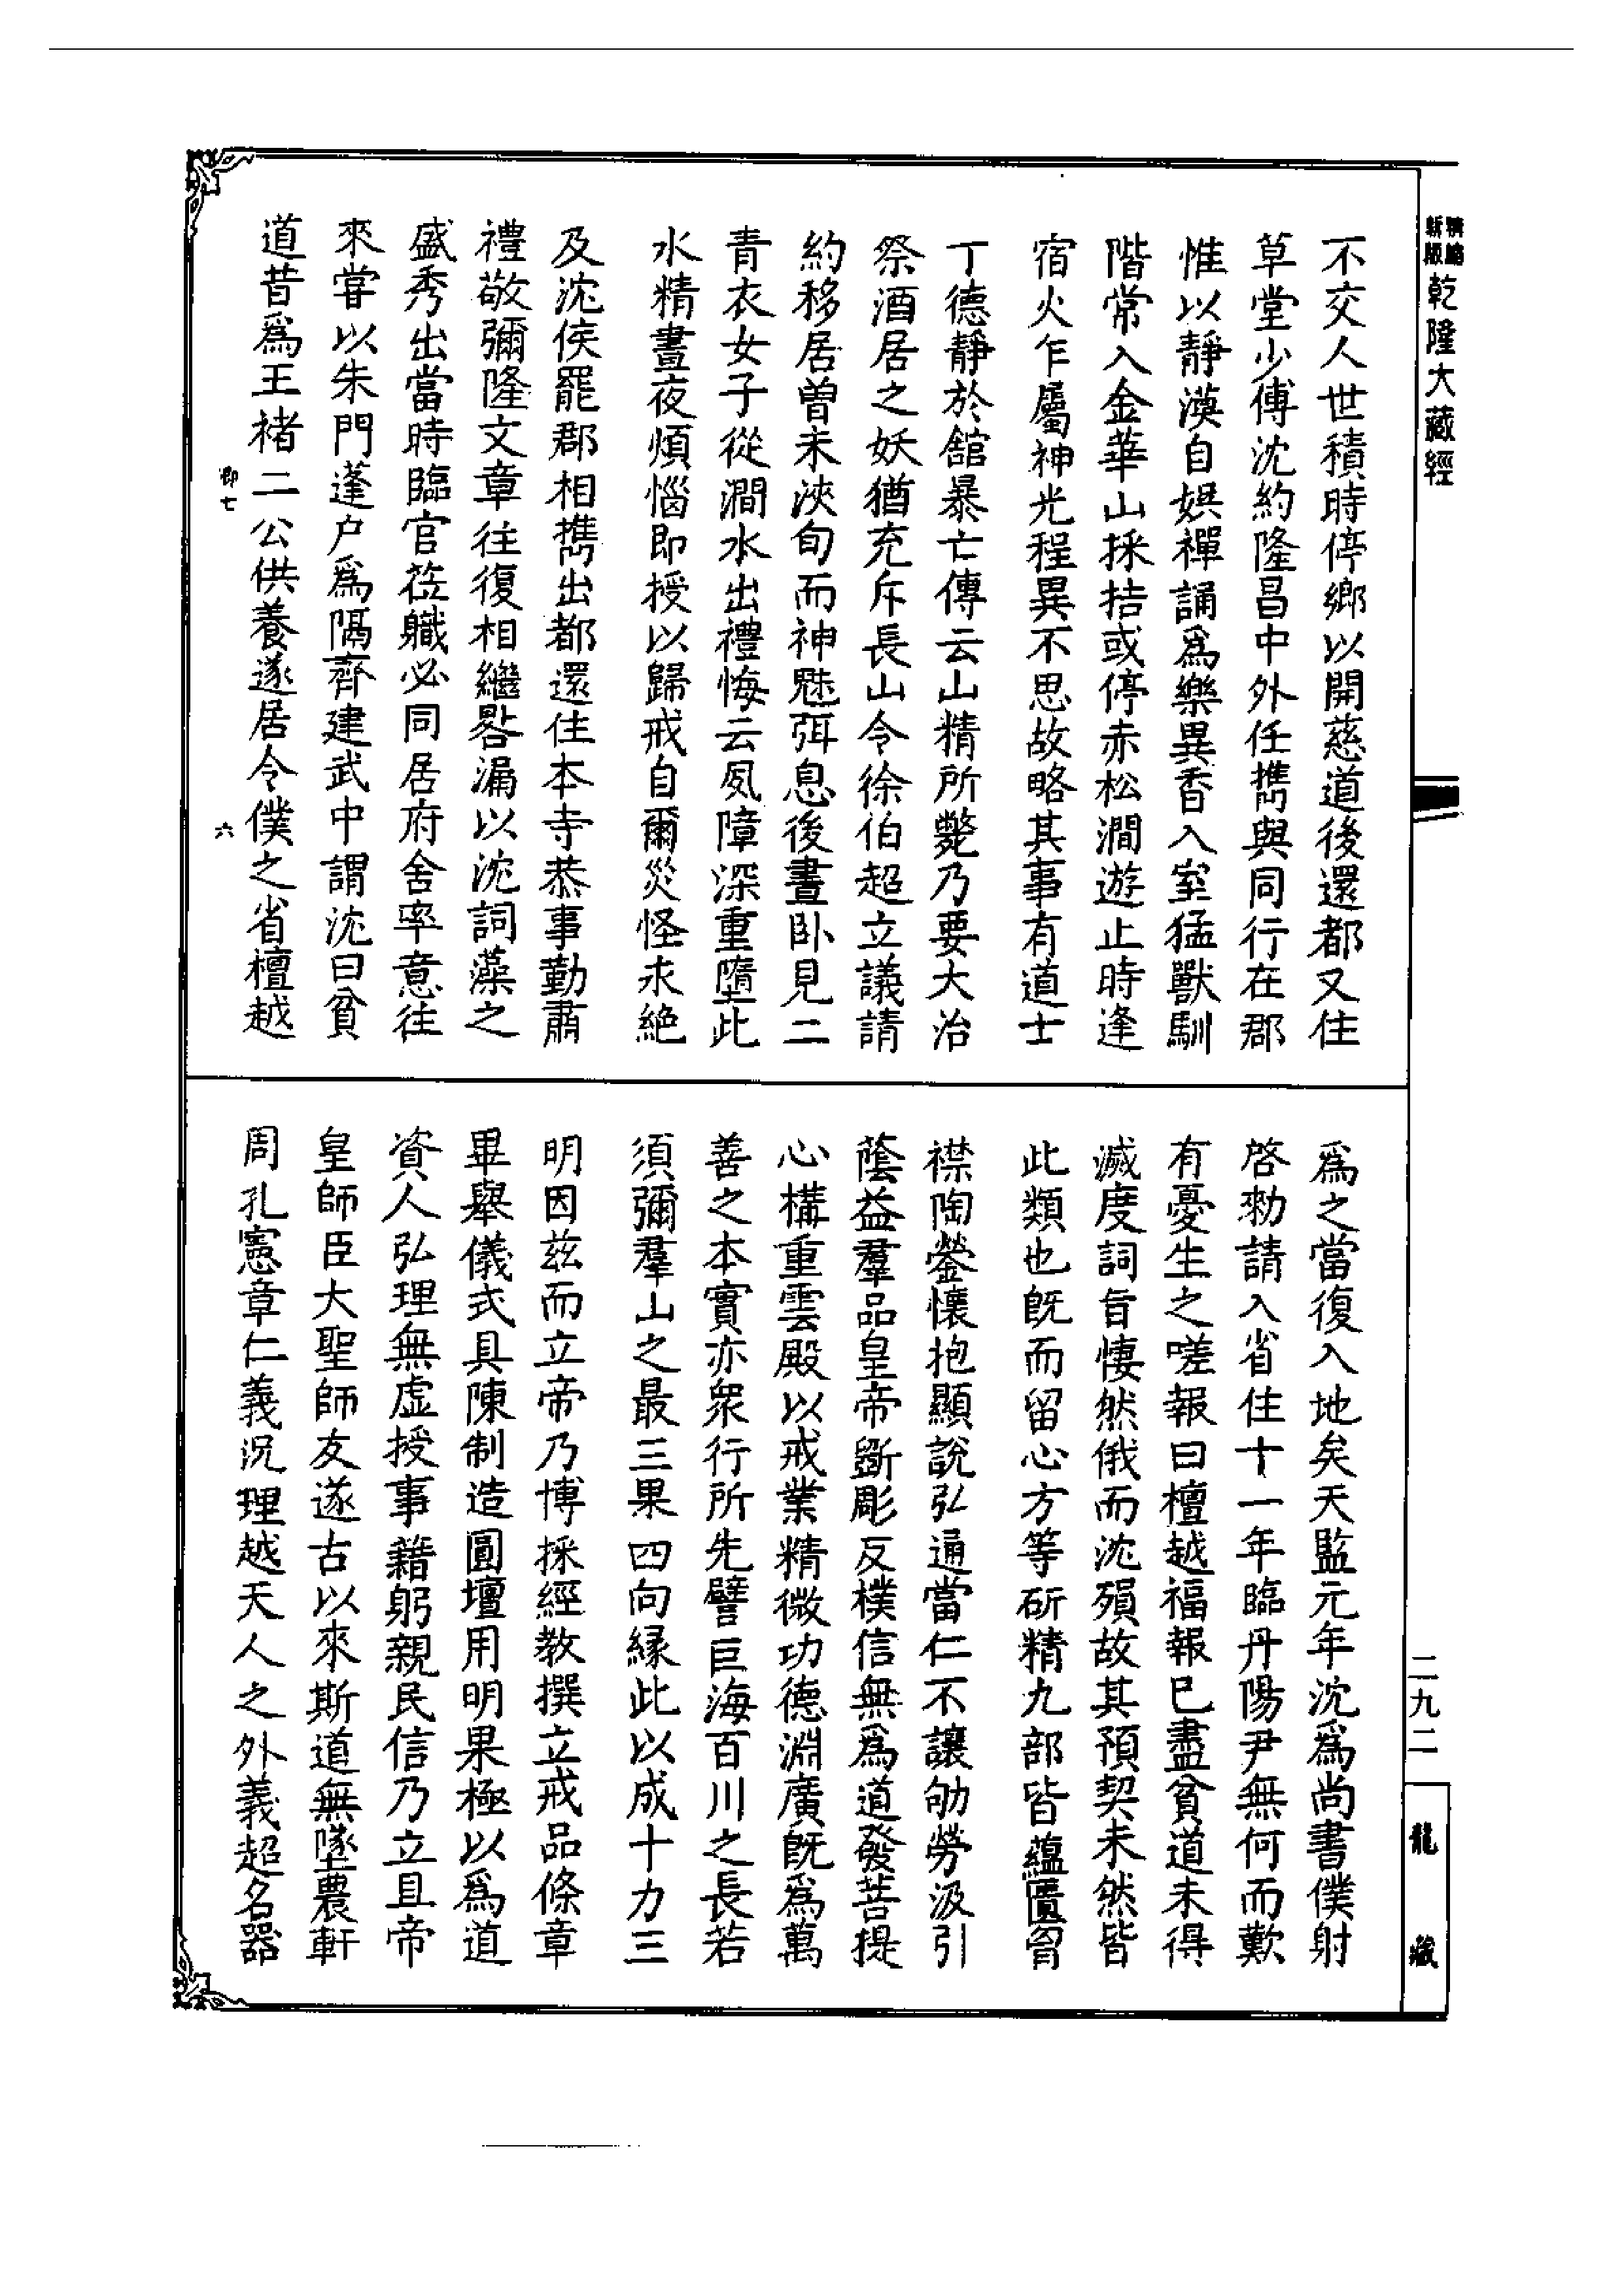 精縮新版乾隆大藏經
不交人世積時停鄉以開慈道後還都又住
草堂少傅沈約隆昌中外任攜與同行在郡
惟以靜漠自娛禪誦爲樂異香入室猛獸馴
階常入金華山採拮或停赤松澗遊止時逢
宿火乍屬神光程異不思故略其事有道士
丁德靜於舘暴亡傳云山精所斃乃要大治
祭酒居之妖猶充斥長山令徐伯超立議請
約移居曾未浹旬而神魅弭息後晝卧見二
青衣女子從澗水出禮悔云夙障深重墮此
水精晝夜煩惱即授以歸戒自爾災怪永絶
及沈侯罷郡相攜出都還住本寺恭事勤肅
禮敬彌隆文章往復相繼晷漏以沈詞藻之
盛秀出當時臨官莅職必同居府舍率意往
來甞以朱門蓬户爲隔齊建武中謂沈曰貧
道昔爲王褚二公供養遂居令僕之省檀越
卿七
六
爲之當復入地矣天監元年沈爲尚書僕射
啓勑請入省住十一年臨丹陽尹無何而歎
有憂生之嗟報曰檀越福報已盡貧道未得
滅度詞旨悽然俄而沈殞故其預契未然皆
此類也旣而留心方等研精九部皆蘊匱胷
襟陶瑩懷抱顯說弘通當仁不讓劬勞汲引
蔭益羣品皇帝斷彫反樸信無爲道發菩提
心構重雲殿以戒業精微功德淵廣旣爲萬
善之本實亦衆行所先譬巨海百川之長若
須彌羣山之最三果四向緣此以成十力三
明因兹而立帝乃博採經教撰立戒品條章
畢舉儀式具陳制造圓壇用明果極以爲道
資人弘理無虚授事藉躬親民信乃立且帝
皇師臣大聖師友遂古以來斯道無墜農軒
周孔憲章仁義況理越天人之外義超名器
二九二
龍藏